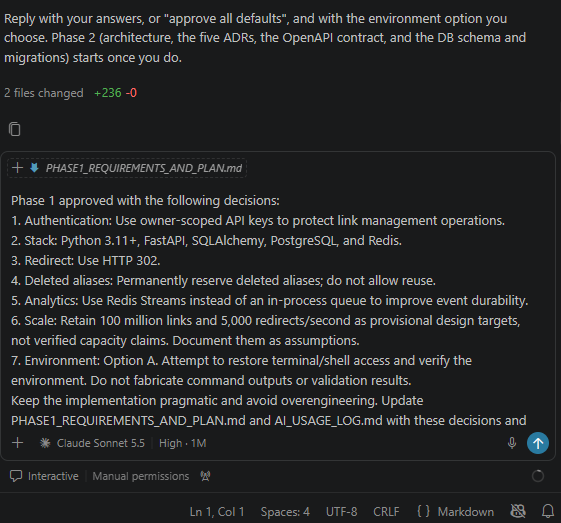 Reply with your answers, or "approve all defaults", and with the environment option you
choose. Phase 2 (architecture, the five ADRs, the OpenAPI contract, and the DB schema and
migrations) starts once you do.
2 files changed +236 -0
PHASE1_REQUIREMENTS_AND_PLAN.md
Phase 1 approved with the following decisions:
1. Authentication: Use owner-scoped API keys to protect link management operations.
2. Stack: Python 3.11+, FastAPI, SQLAlchemy, PostgreSQL, and Redis.
3. Redirect: Use HTTP 302.
4. Deleted aliases: Permanently reserve deleted aliases; do not allow reuse.
5. Analytics: Use Redis Streams instead of an in-process queue to improve event durability.
6. Scale: Retain 100 million links and 5,000 redirects/second as provisional design targets,
not verified capacity claims. Document them as assumptions.
7. Environment: Option A. Attempt to restore terminal/shell access and verify the
environment. Do not fabricate command outputs or validation results.
Keep the implementation pragmatic and avoid overengineering. Update
PHASE1_REQUIREMENTS_AND_PLAN.md and AI_USAGE_LOG.md with these decisions and
Claude Sonnet 5.5 High · 1M
Interactive Manual permissions
Ln 1, Col 1 Spaces: 4 UTF-8 CRLF {} Markdown